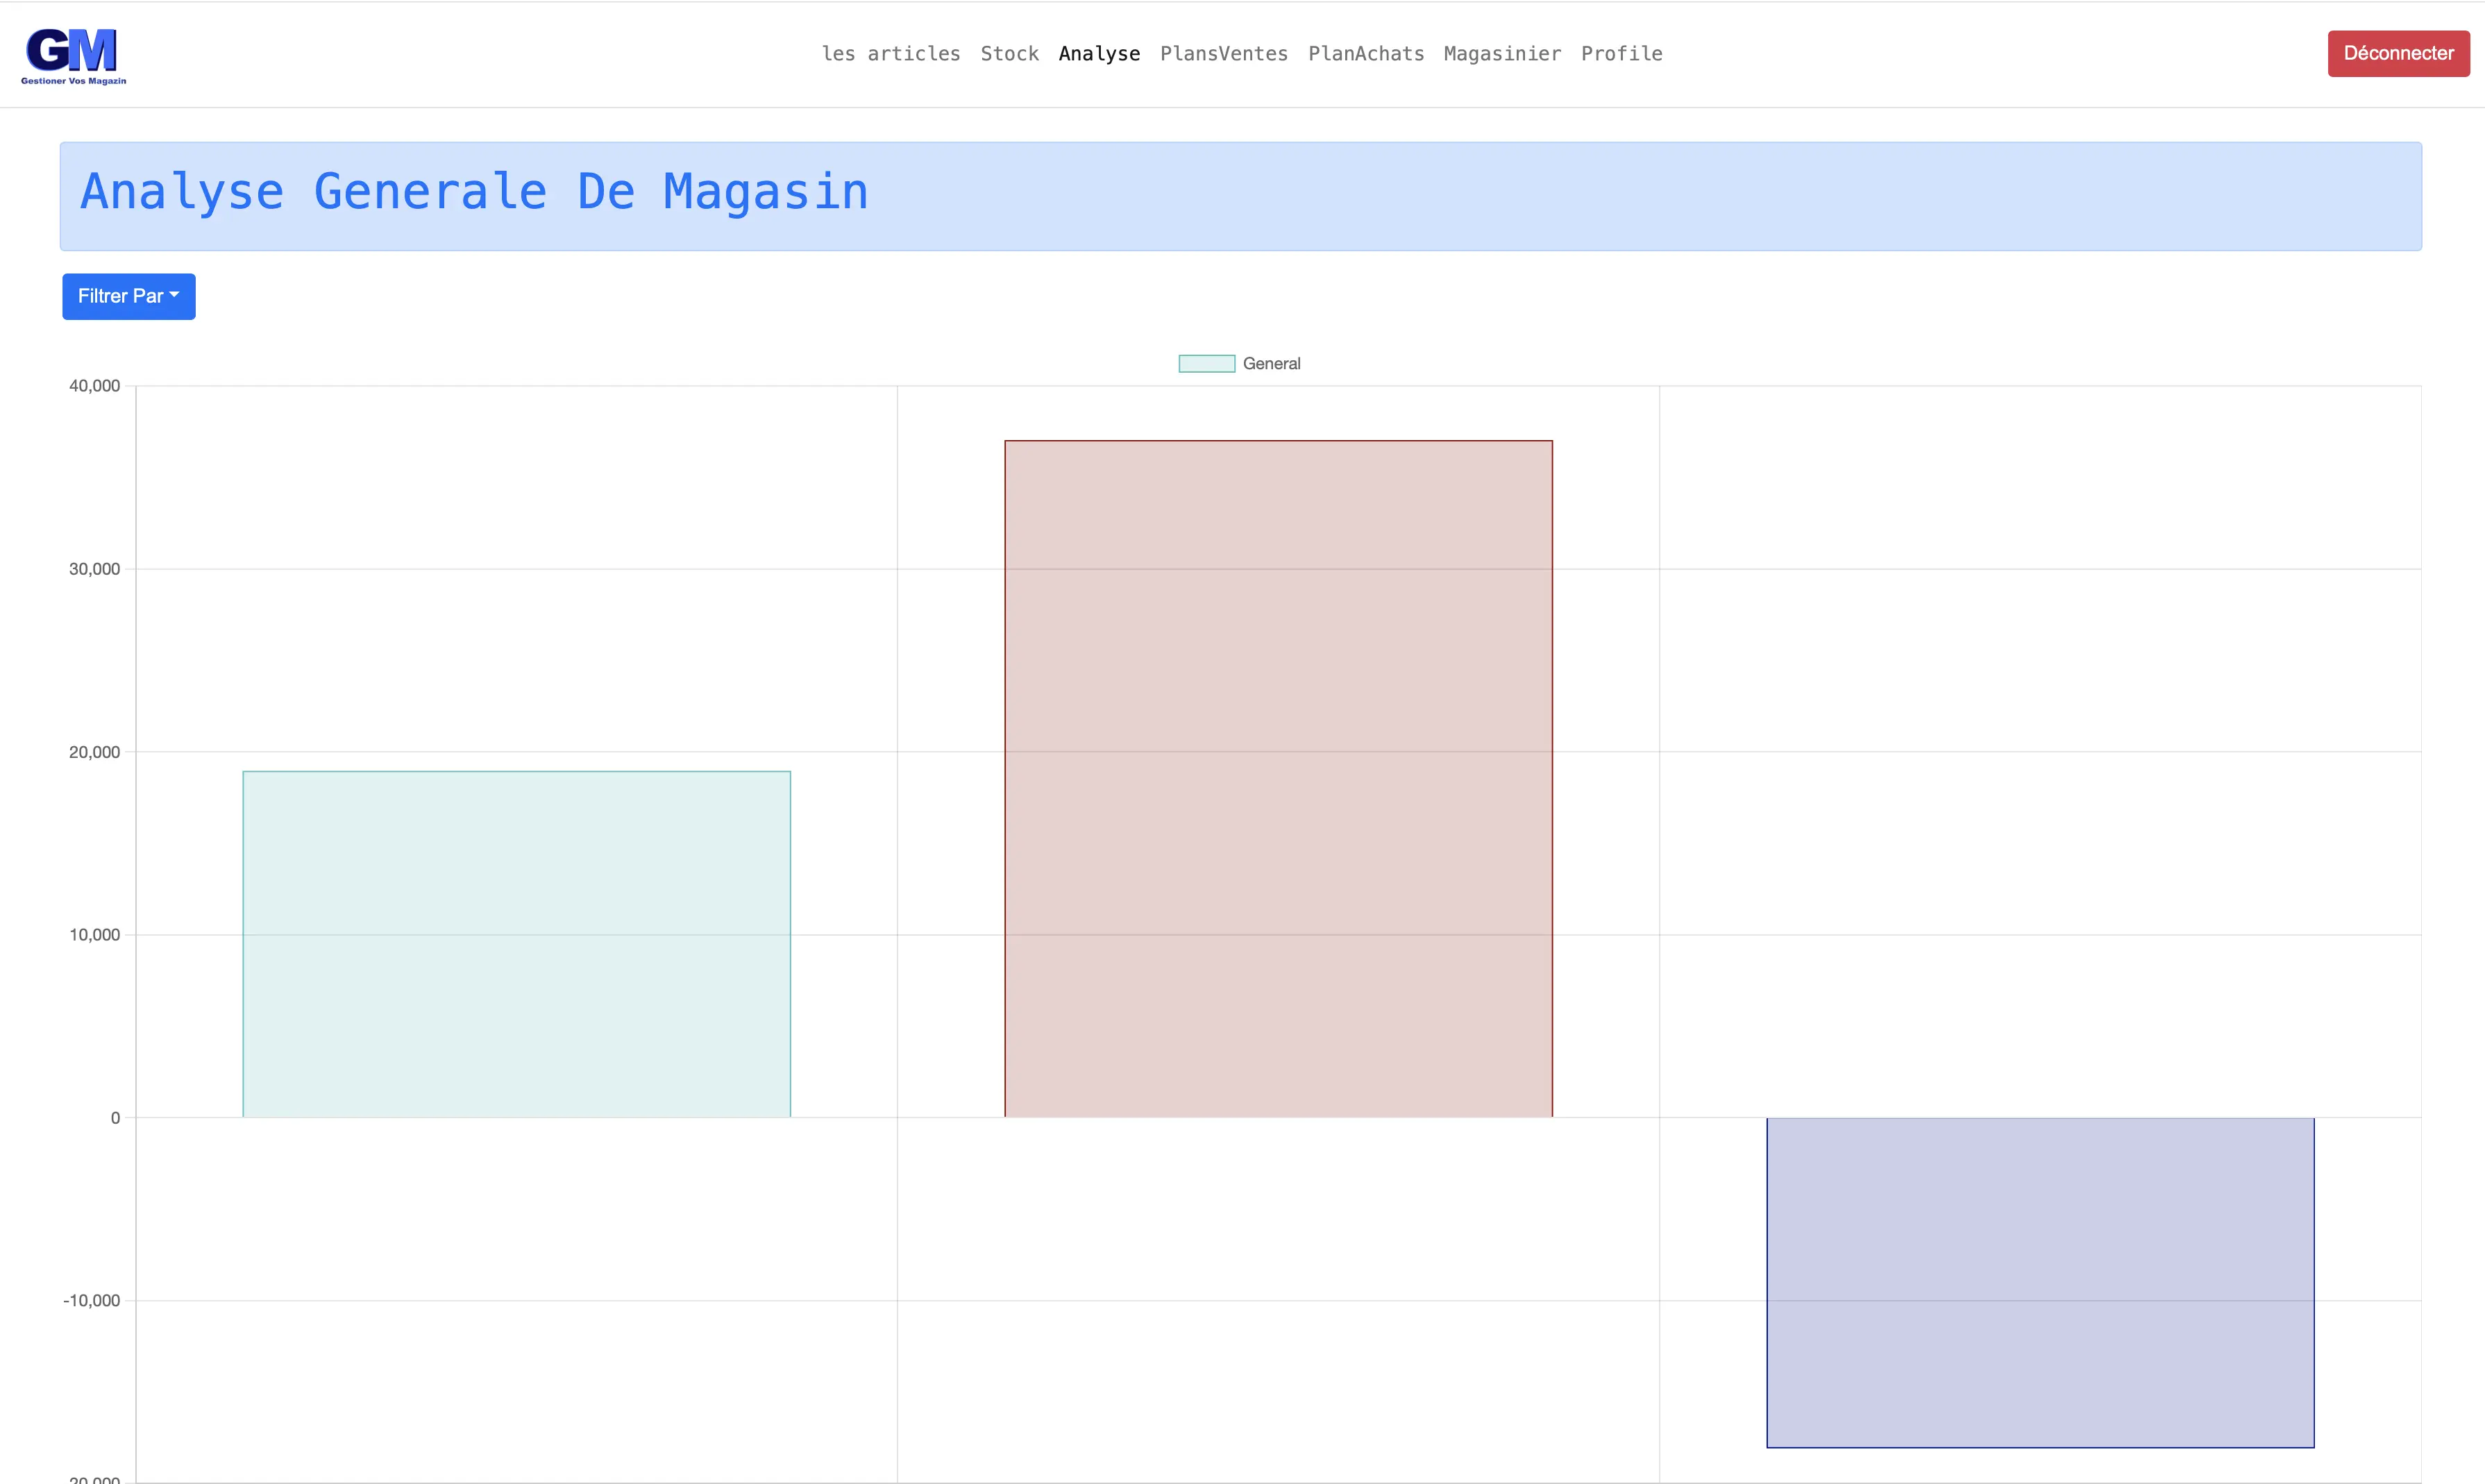 GM
Gestioner Vos Magazin
les articles Stock Analyse PlansVentes PlanAchats Magasinier Profile
Déconnecter
Analyse Generale De Magasin
Filtrer Par
General
40,000
30,000
20,000
10,000
0
-10,000